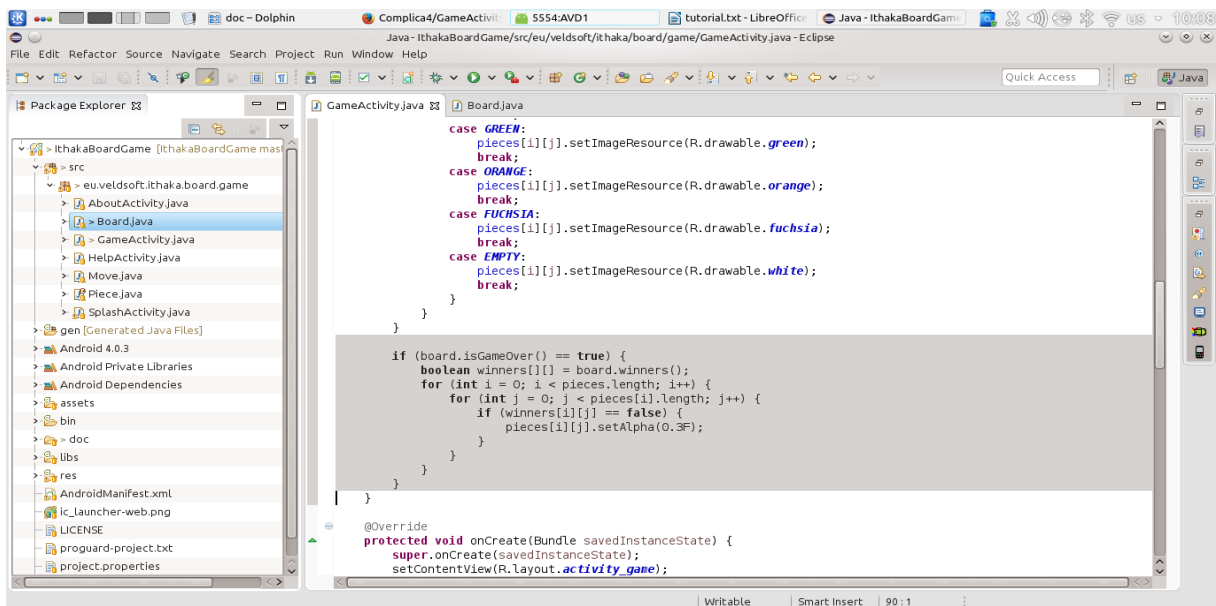 doc – Dolphin
Complica4/GameActivit
5554:AVD1
tutorial.txt - LibreOffice
Java - IthakaBoardGame
us
10:08
Java - IthakaBoardGame/src/eu/veldsoft/ithaka/board/game/GameActivity.java - Eclipse
File Edit Refactor Source Navigate Search Project Run Window Help
Quick Access
Java
Package Explorer
GameActivity.java
Board.java
> IthakaBoardGame [IthakaBoardGame mast
> src
> eu.veldsoft.ithaka.board.game
AboutActivity.java
> Board.java
> GameActivity.java
HelpActivity.java
Move.java
Piece.java
SplashActivity.java
gen [Generated Java Files]
Android 4.0.3
Android Private Libraries
Android Dependencies
assets
bin
> doc
libs
res
AndroidManifest.xml
ic_launcher-web.png
LICENSE
proguard-project.txt
project.properties
case GREEN:
pieces[i][j].setImageResource(R.drawable.green);
break;
case ORANGE:
pieces[i][j].setImageResource(R.drawable.orange);
break;
case FUCHSIA:
pieces[i][j].setImageResource(R.drawable.fuchsia);
break;
case EMPTY:
pieces[i][j].setImageResource(R.drawable.white);
break;
}
}
}
if (board.isGameOver() == true) {
boolean winners[][] = board.winners();
for (int i = 0; i < pieces.length; i++) {
for (int j = 0; j < pieces[i].length; j++) {
if (winners[i][j] == false) {
pieces[i][j].setAlpha(0.3F);
}
}
}
}
}
@Override
protected void onCreate(Bundle savedInstanceState) {
super.onCreate(savedInstanceState);
setContentView(R.layout.activity_game);
Writable
Smart Insert
90 : 1